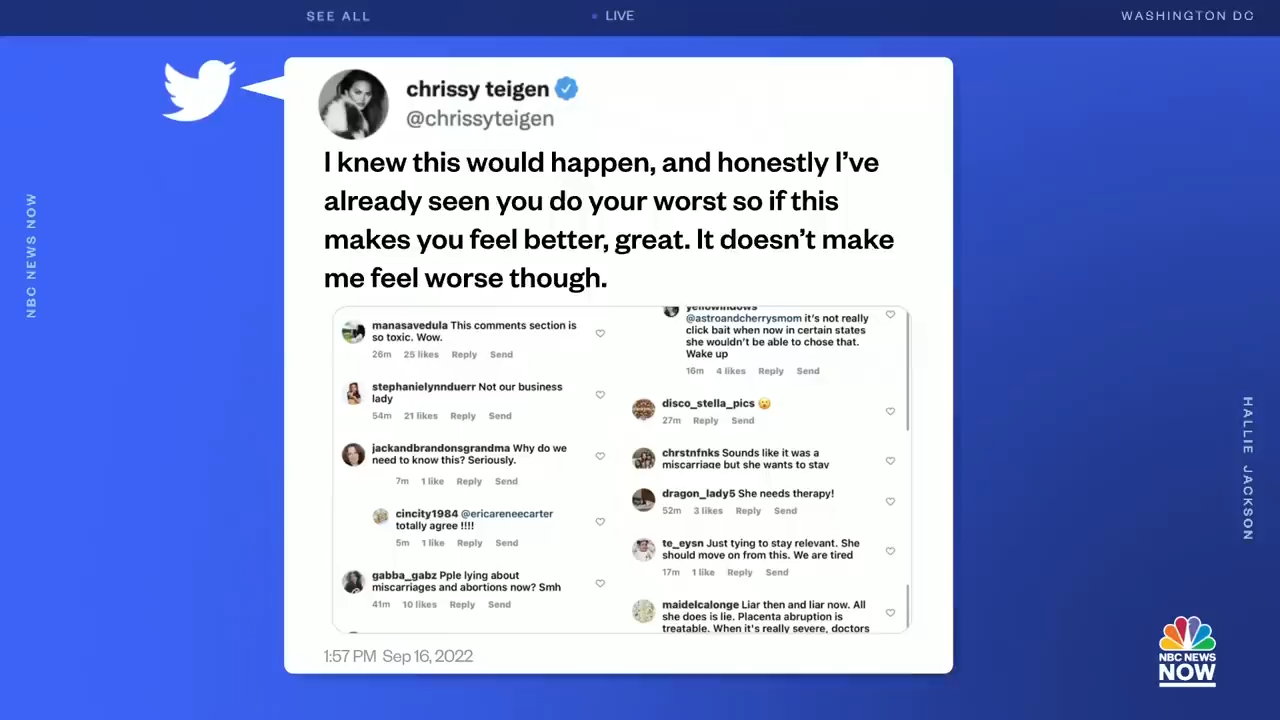 SEE ALL
LIVE
WASHINGTON DC
NBC NEWS NOW
chrissy teigen
@chrissyteigen
I knew this would happen, and honestly I've
already seen you do your worst so if this
makes you feel better, great. It doesn't make
me feel worse though.
manasavedula This comments section is
so toxic. Wow.
26m 25 likes Reply Send
stephanielynnduerr Not our business
lady
54m 21 likes Reply Send
jackandbrandonsgrandma Why do we
need to know this? Seriously.
7m 1 like Reply Send
cincity1984 @ericareneecarter
totally agree !!!!
5m 1 like Reply Send
gabba_gabz Pple lying about
miscarriages and abortions now? Smh
41m 10 likes Reply Send
yellowindows
@astroandcherrysmom it's not really
click bait when now in certain states
she wouldn't be able to chose that.
Wake up
16m 4 likes Reply Send
disco_stella_pics 😮
27m Reply Send
chrstnfnks Sounds like it was a
miscarriage but she wants to stay
dragon_lady5 She needs therapy!
52m 3 likes Reply Send
te_eysn Just tying to stay relevant. She
should move on from this. We are tired
17m 1 like Reply Send
maidelcalonge Liar then and liar now. All
she does is lie. Placenta abruption is
treatable. When it's really severe, doctors
1:57 PM Sep 16, 2022
HALLIE JACKSON
NBC NEWS
NOW